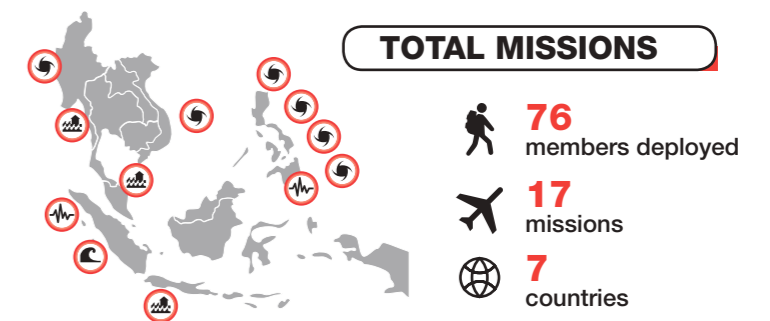 TOTAL MISSIONS
76
members deployed
17
missions
7
countries